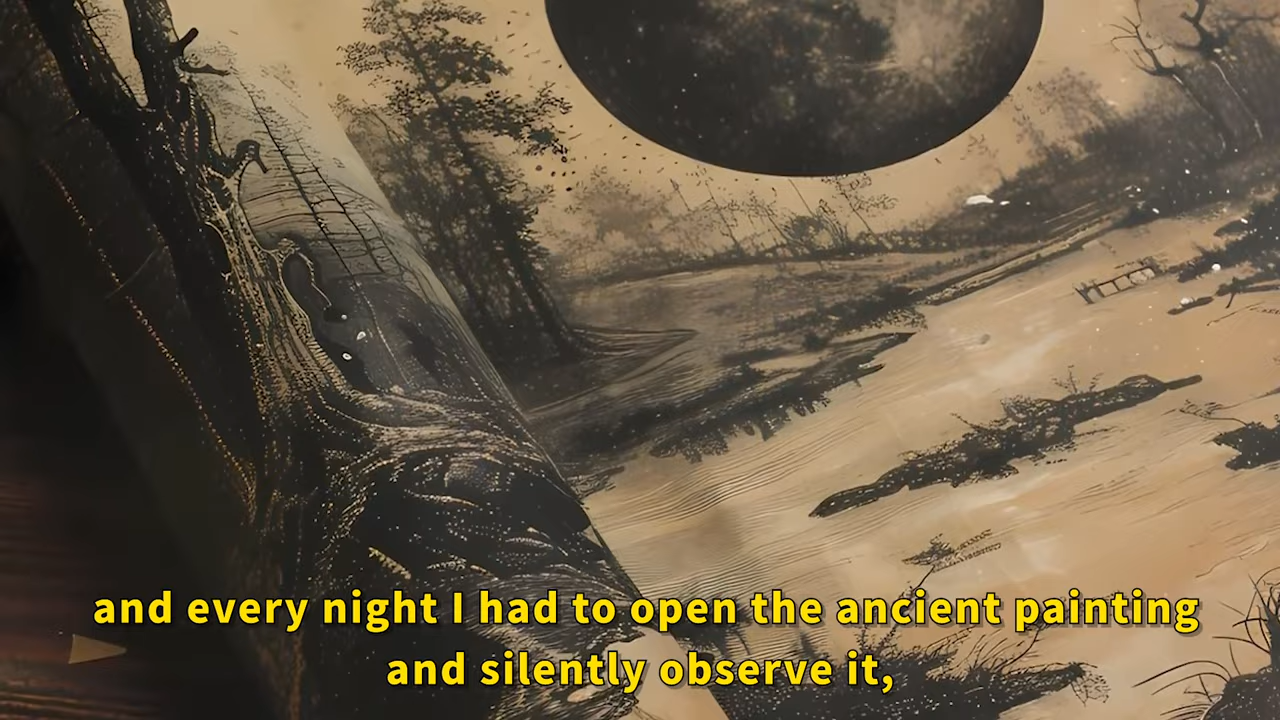 and every night I had to open the ancient painting
and silently observe it,